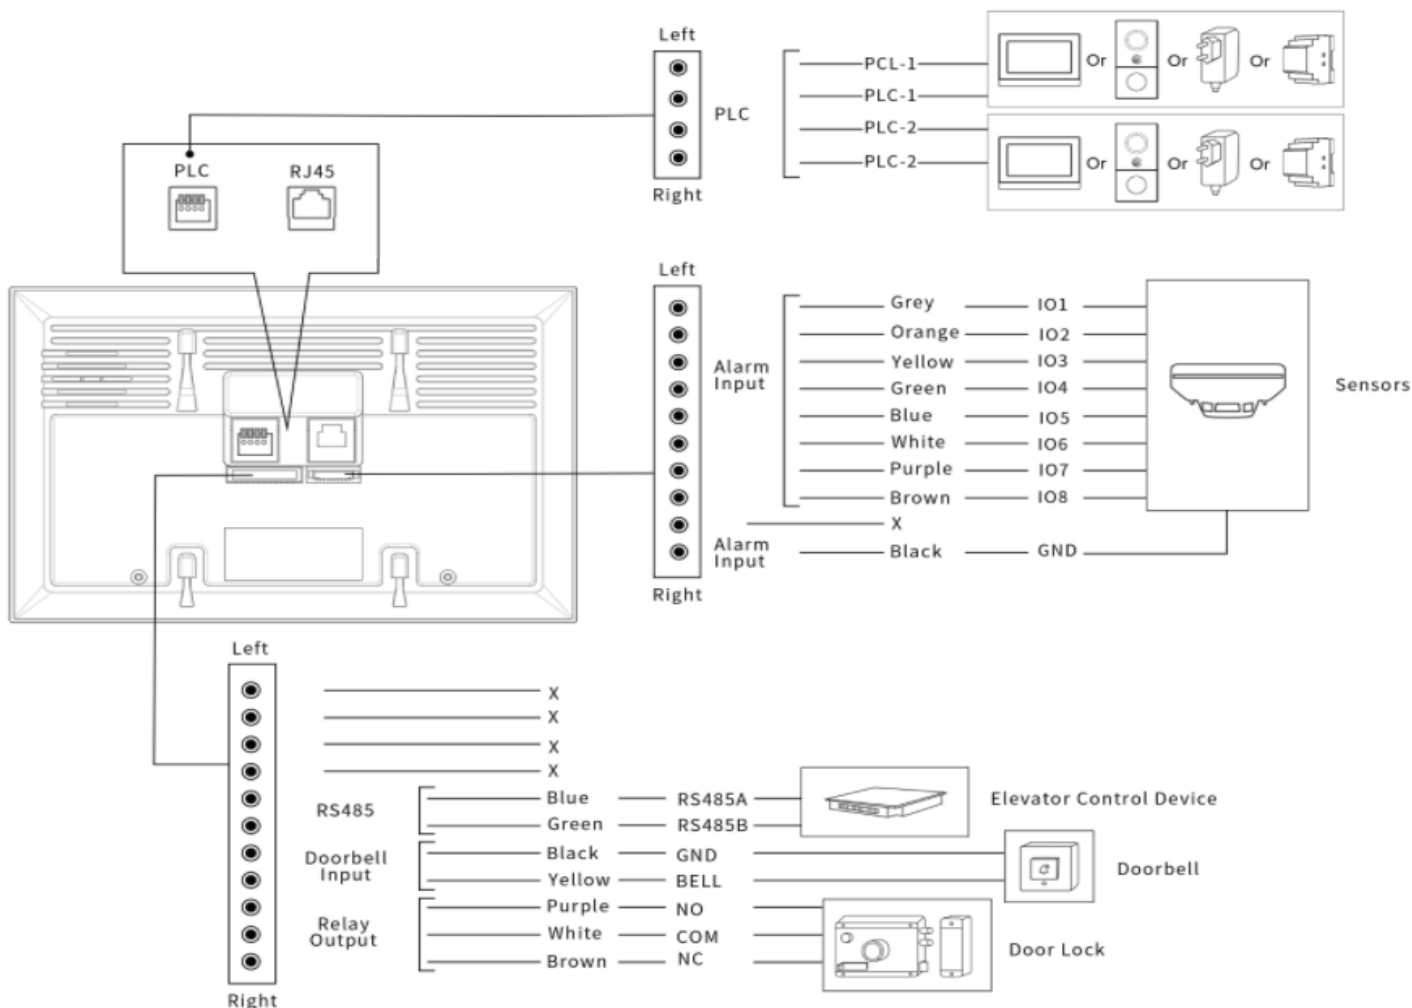 Left
PCL-1
Or Or Or
PLC
PLC-1
PLC-2
PLC-2
Or Or Or
Right
PLC RJ45
Left
Grey IO1
Orange IO2
Alarm
Input
Yellow IO3
Green IO4
Sensors
Blue IO5
White IO6
Purple IO7
Brown IO8
X
Alarm
Input
Black GND
Right
Left
X
X
X
X
RS485
Blue RS485A
Green RS485B
Elevator Control Device
Doorbell
Input
Black GND
Yellow BELL
Doorbell
Relay
Output
Purple NO
White COM
Brown NC
Door Lock
Right